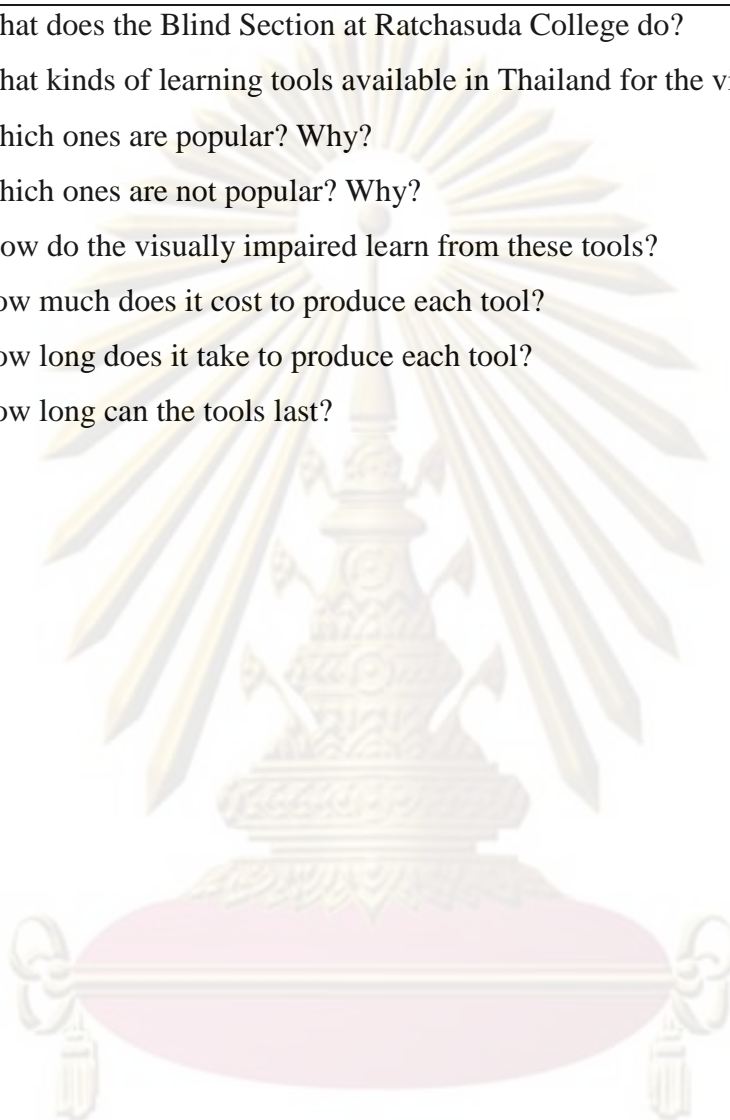 hat does the Blind Section at Ratchasuda College do?
hat kinds of learning tools available in Thailand for the vi
hich ones are popular? Why?
hich ones are not popular? Why?
ow do the visually impaired learn from these tools?
ow much does it cost to produce each tool?
ow long does it take to produce each tool?
ow long can the tools last?